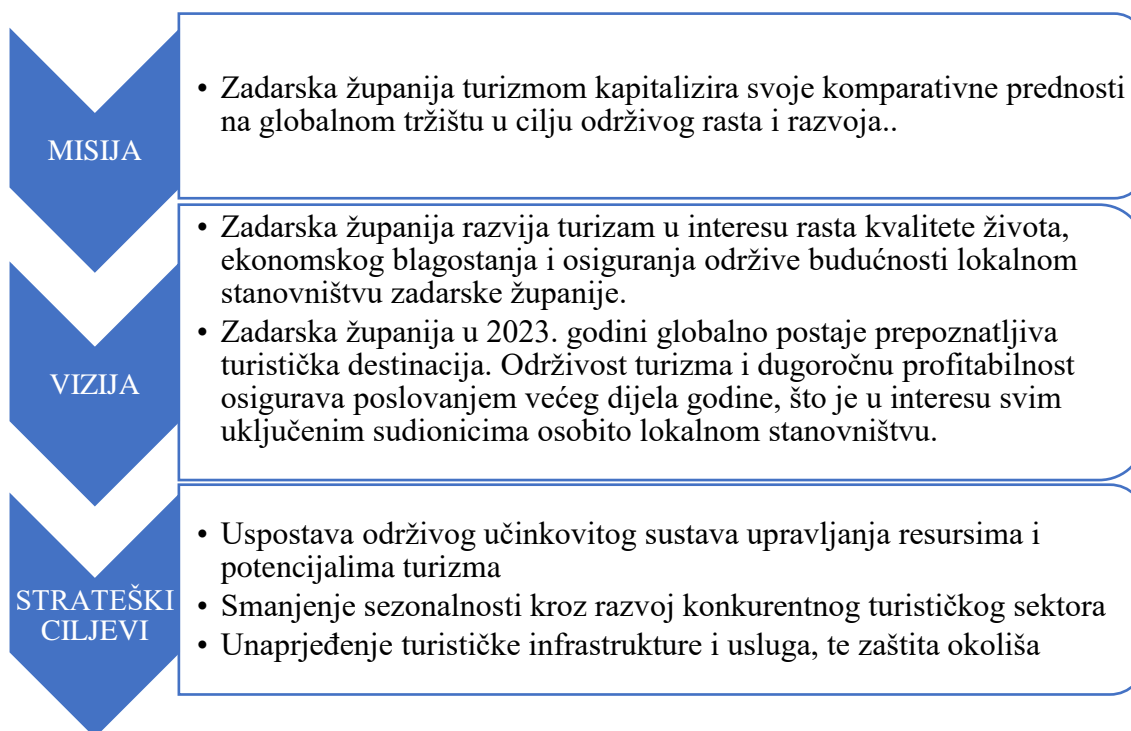 MISIJA
• Zadarska županija turizmom kapitalizira svoje komparativne prednosti
na globalnom tržištu u cilju održivog rasta i razvoja..
VIZIJA
• Zadarska županija razvija turizam u interesu rasta kvalitete života,
ekonomskog blagostanja i osiguranja održive budućnosti lokalnom
stanovništvu zadarske županije.
• Zadarska županija u 2023. godini globalno postaje prepoznatljiva
turistička destinacija. Održivost turizma i dugoročnu profitabilnost
osigurava poslovanjem većeg dijela godine, što je u interesu svim
uključenim sudionicima osobito lokalnom stanovništvu.
STRATEŠKI
CILJEVI
• Uspostava održivog učinkovitog sustava upravljanja resursima i
potencijalima turizma
• Smanjenje sezonalnosti kroz razvoj konkurentnog turističkog sektora
• Unaprjeđenje turističke infrastrukture i usluga, te zaštita okoliša